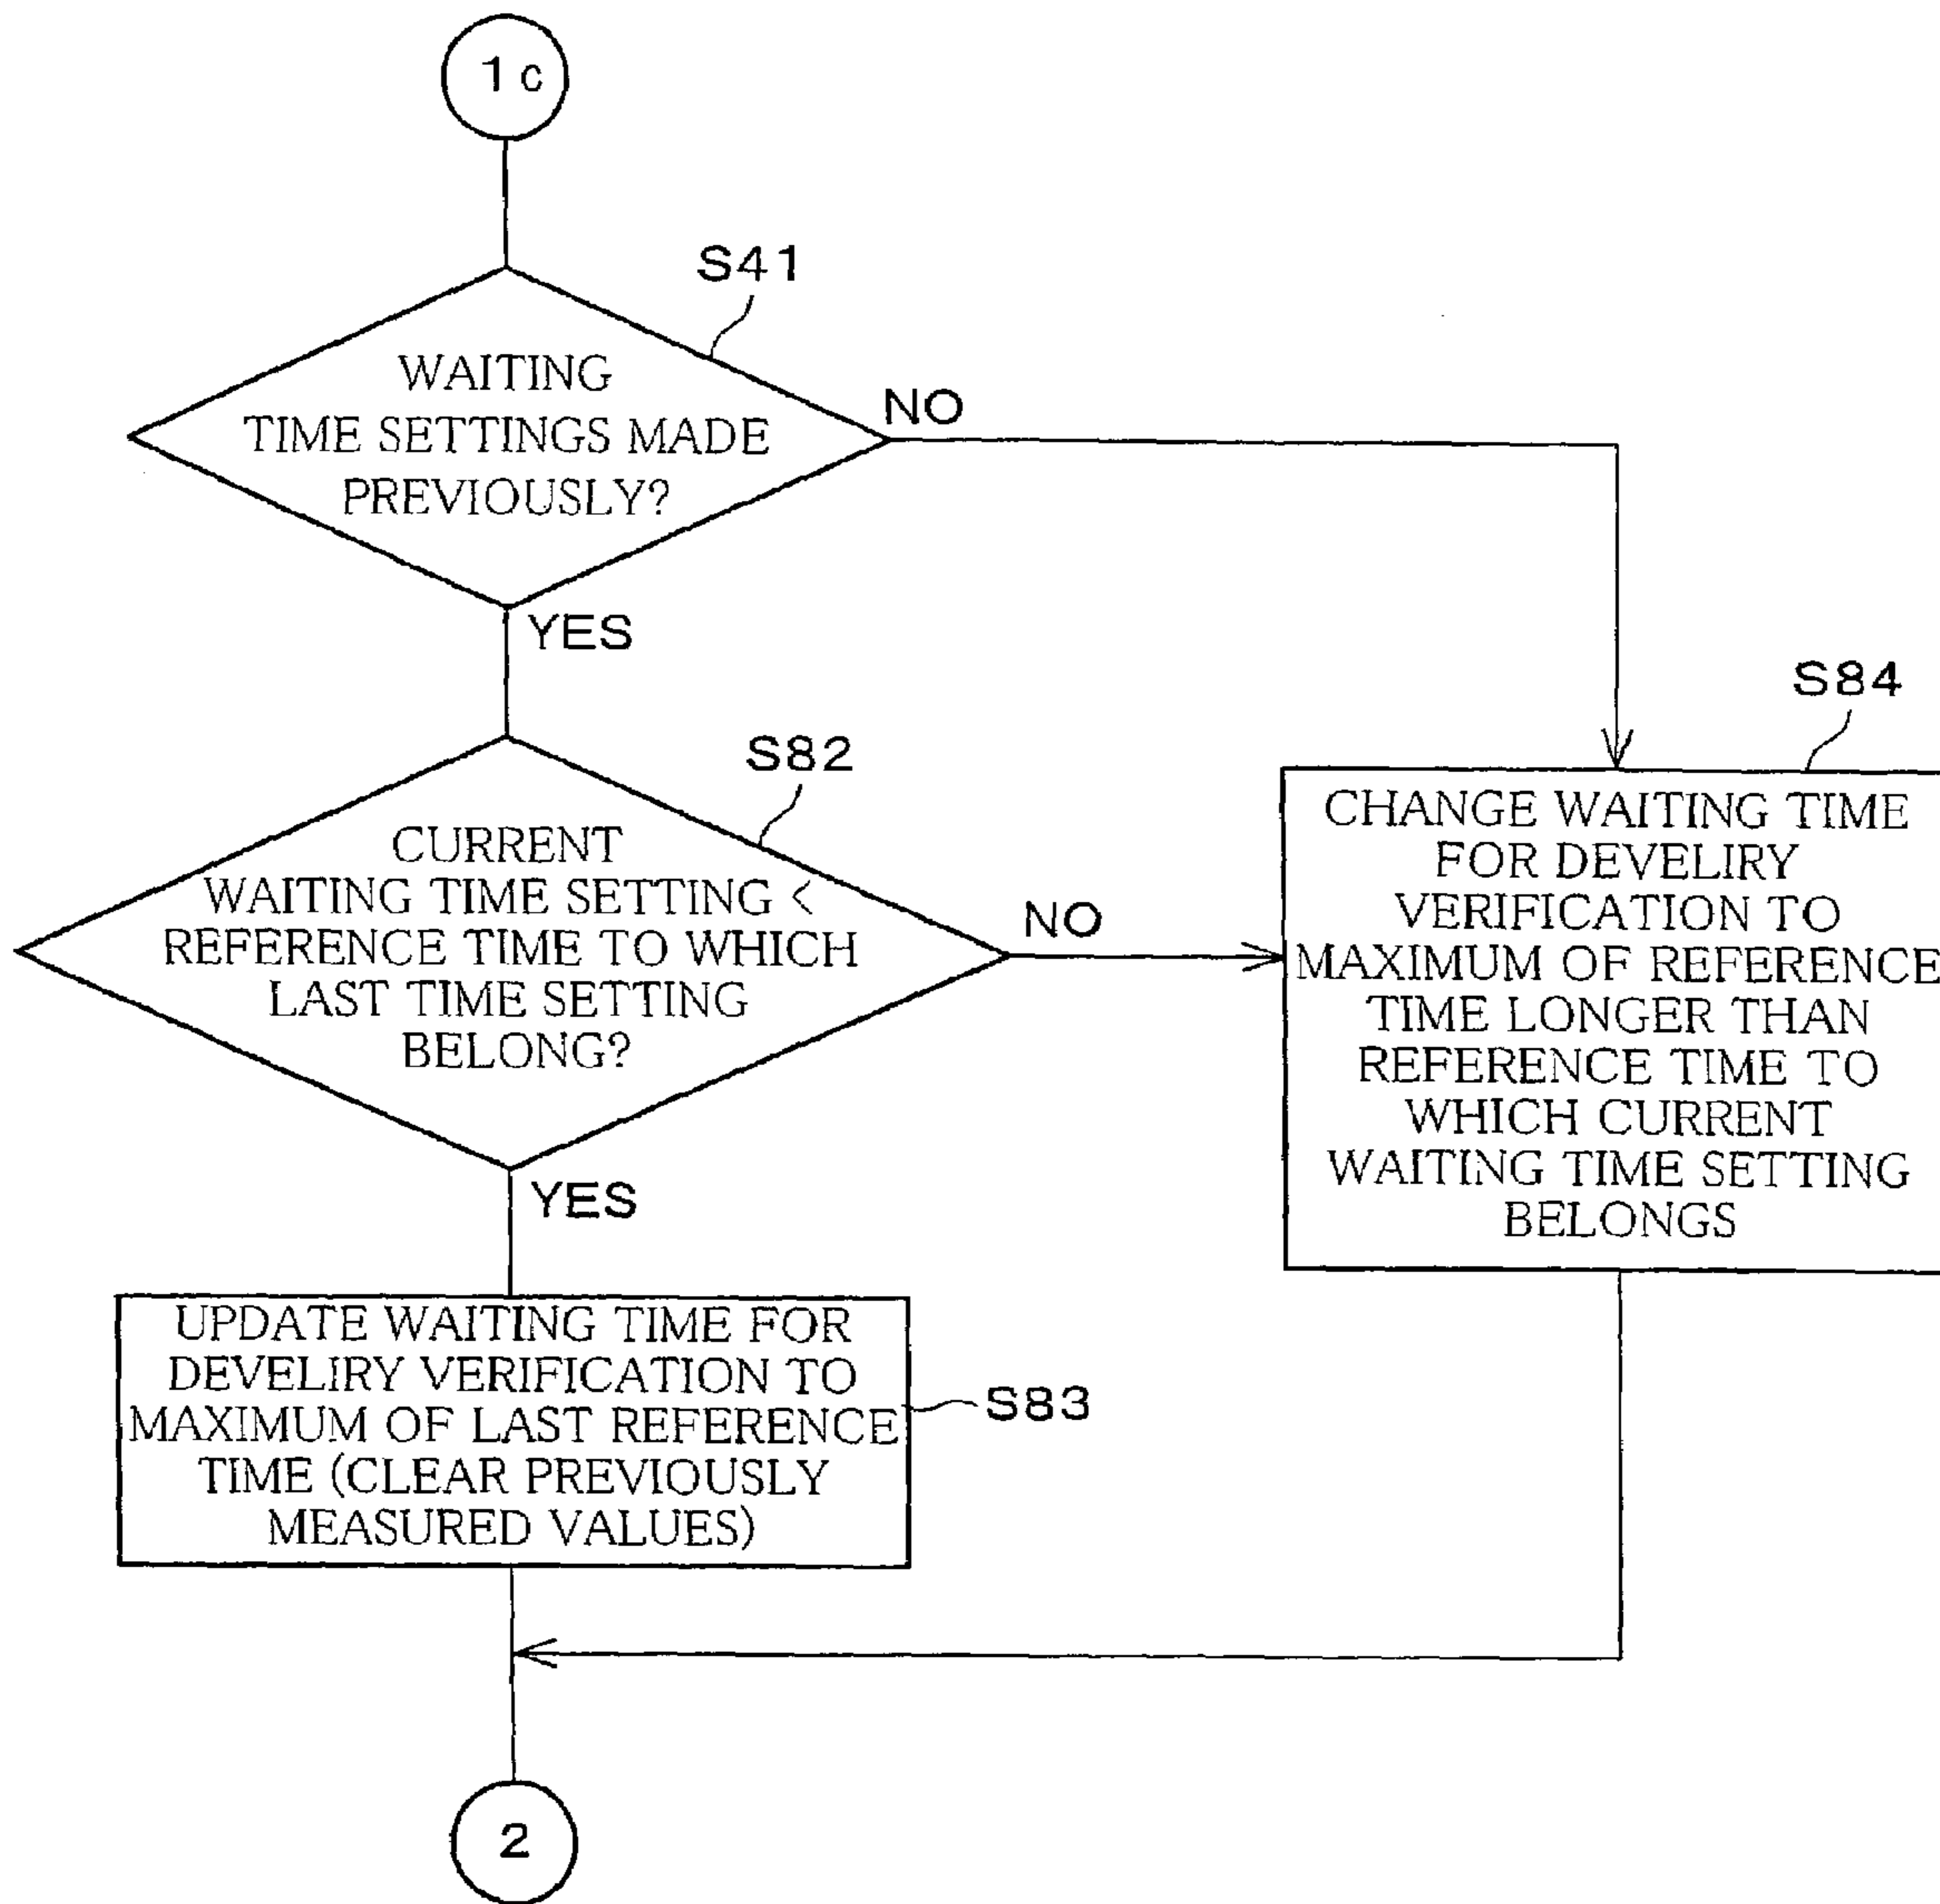 1c
S41
WAITING
TIME SETTINGS MADE
PREVIOUSLY?
NO
YES
S82
CURRENT
WAITING TIME SETTING <
REFERENCE TIME TO WHICH
LAST TIME SETTING
BELONG?
NO
YES
S84
CHANGE WAITING TIME
FOR DEVELIRY
VERIFICATION TO
MAXIMUM OF REFERENCE
TIME LONGER THAN
REFERENCE TIME TO
WHICH CURRENT
WAITING TIME SETTING
BELONGS
UPDATE WAITING TIME FOR
DEVELIRY VERIFICATION TO
MAXIMUM OF LAST REFERENCE
TIME (CLEAR PREVIOUSLY
MEASURED VALUES)
S83
2